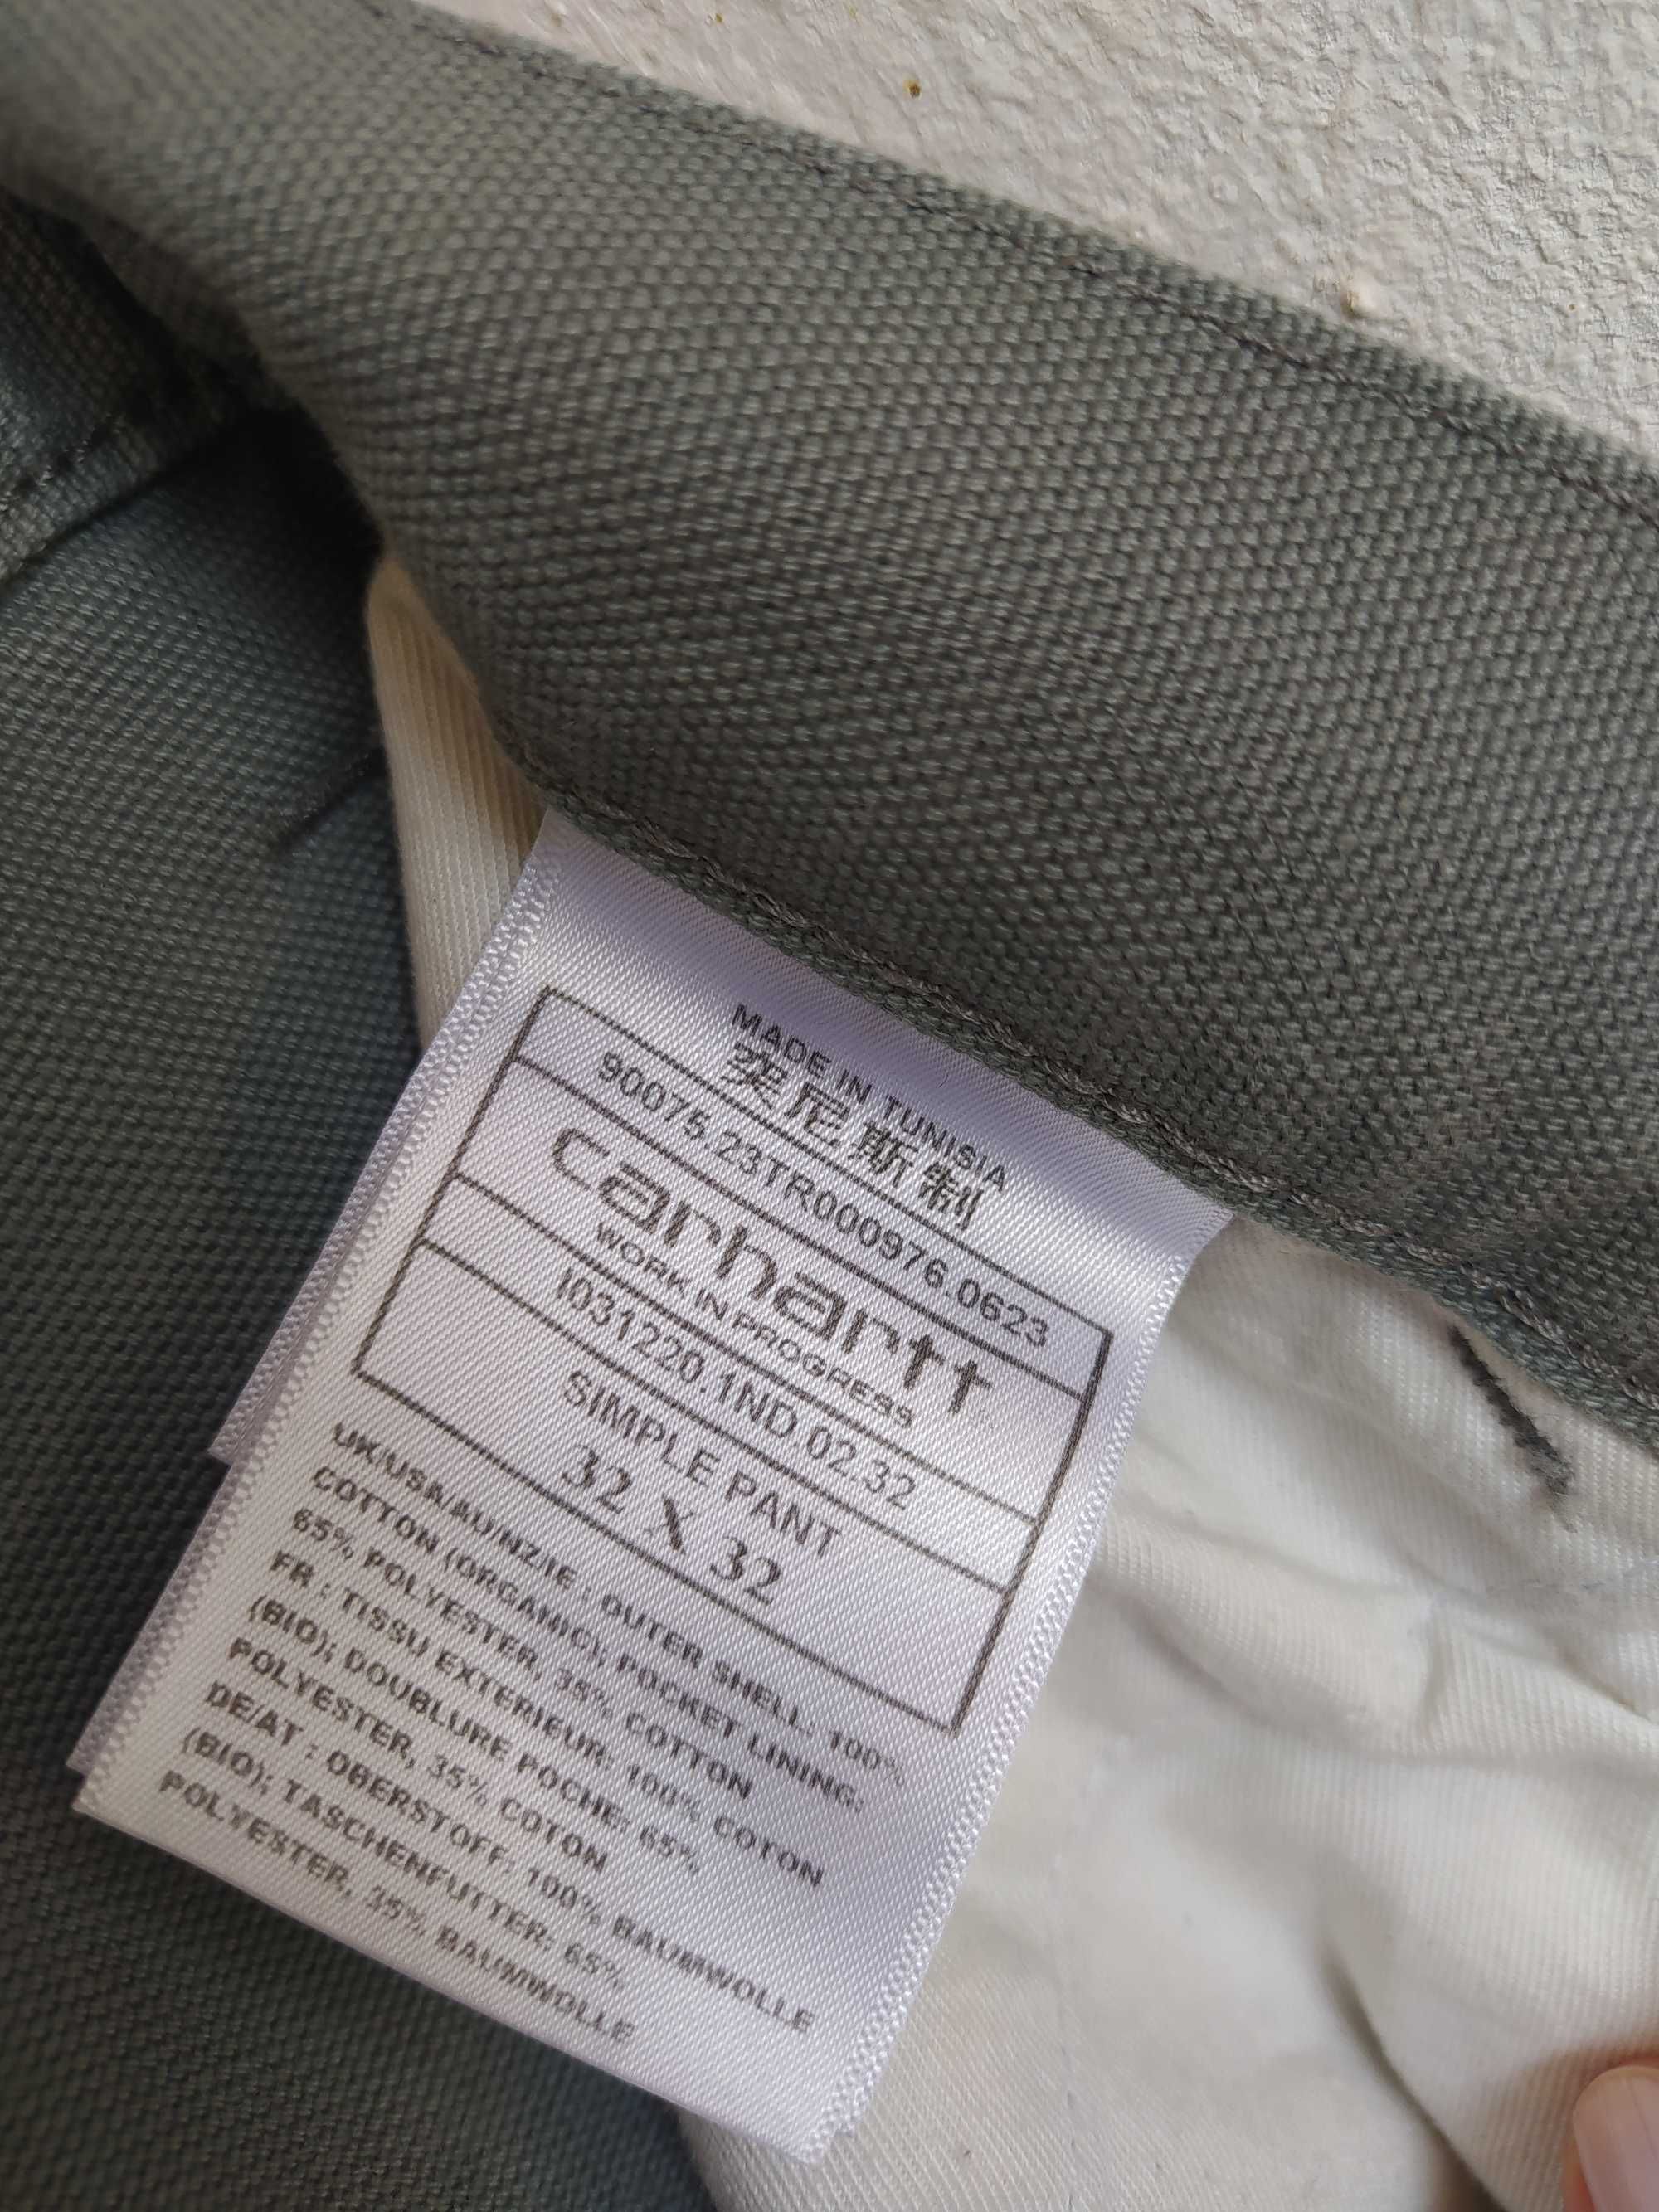 MADE IN TUNISIA
突尼斯制
90075.23TR000976.0623
carhartt
WORK IN PROGRESS
I031220.1ND.02.32
SIMPLE PANT
32 X 32
UK/USA/AU/NZ/IE : OUTER SHELL: 100%
COTTON (ORGANIC); POCKET LINING:
65% POLYESTER, 35% COTTON
FR : TISSU EXTERIEUR: 100% COTON
(BIO); DOUBLURE POCHE: 65%
POLYESTER, 35% COTON
DE/AT : OBERSTOFF: 100% BAUMWOLLE
(BIO); TASCHENFUTTER: 65%
POLYESTER, 35% BAUMWOLLE